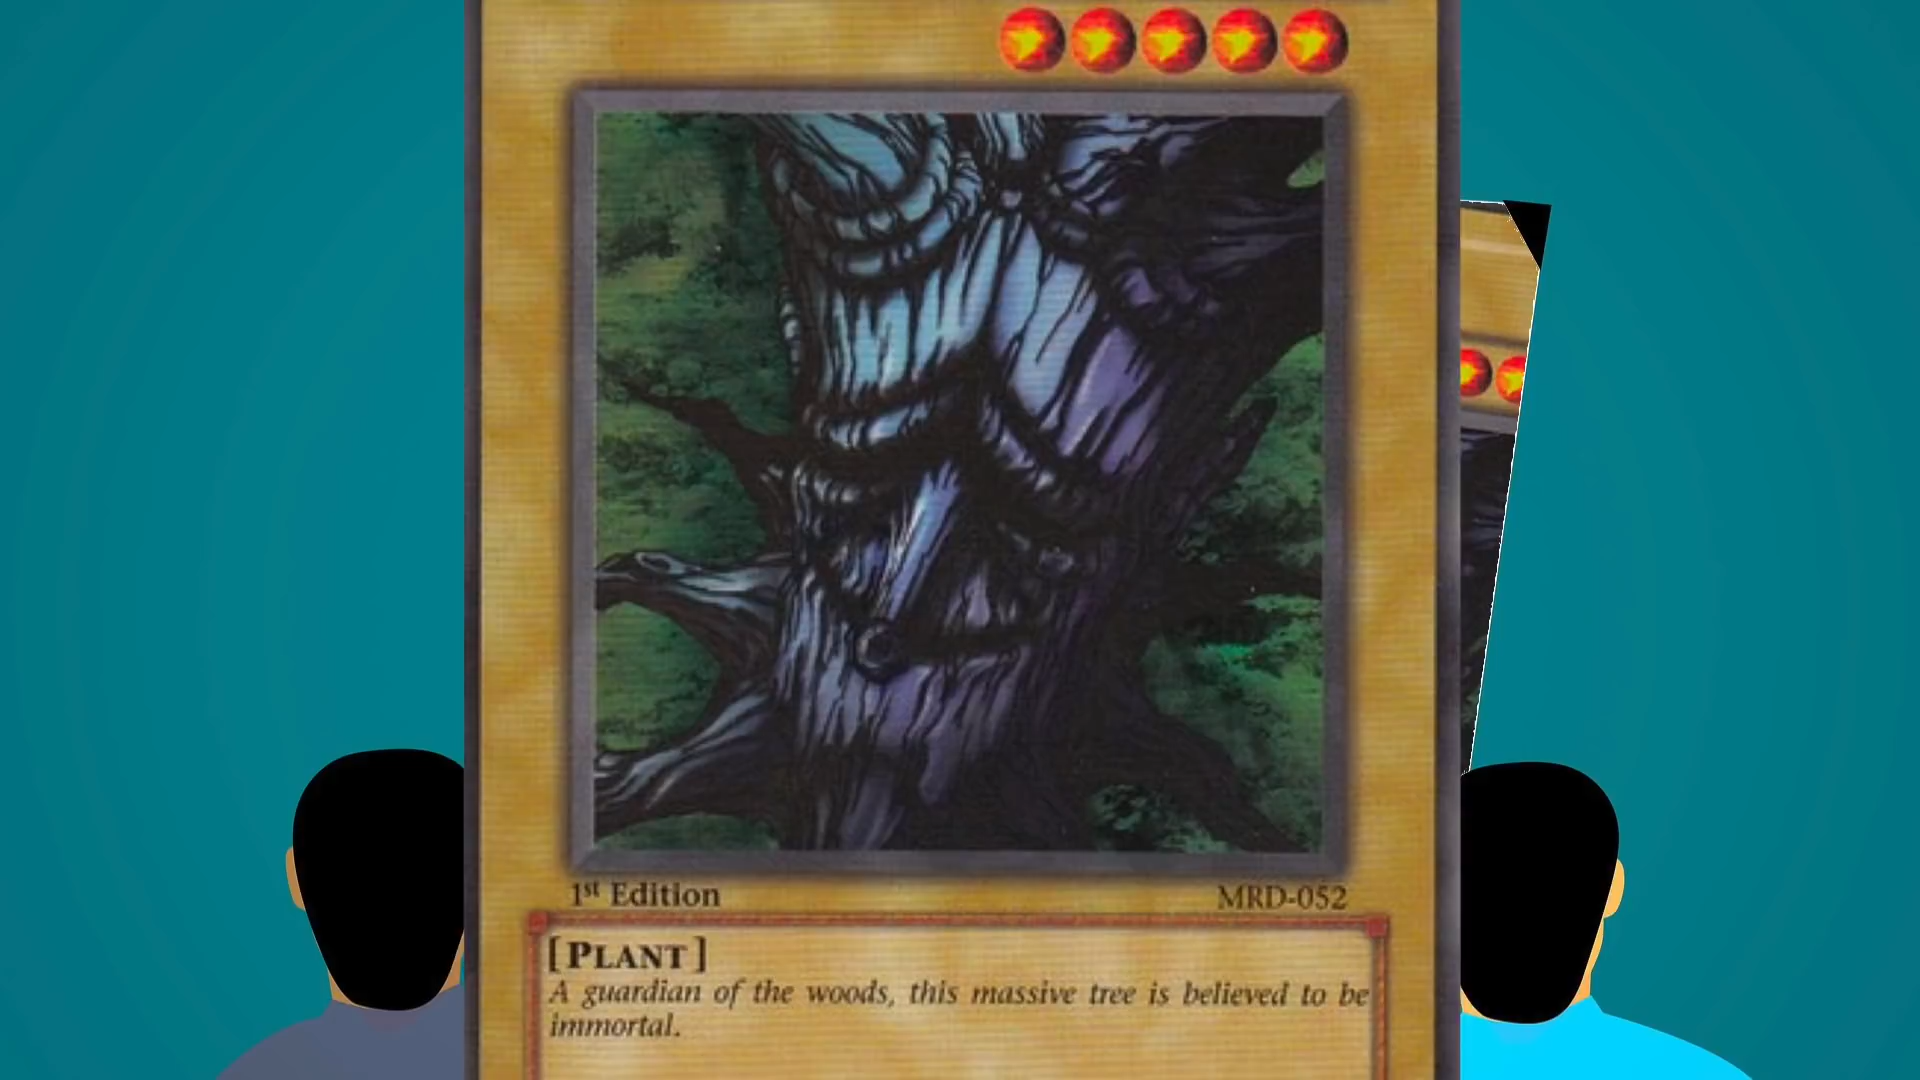 1st Edition
MRD-052
[PLANT]
A guardian of the woods, this massive tree is believed to be
immortal.